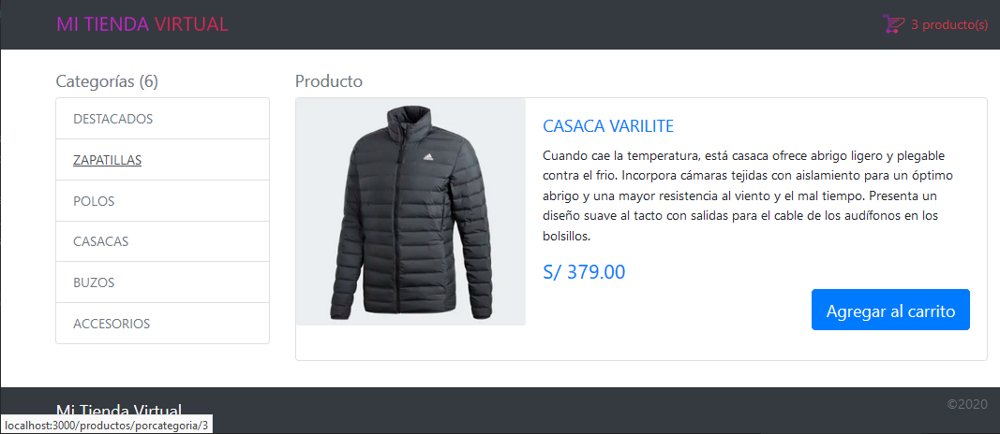 MI TIENDA VIRTUAL
3 producto(s)
Categorías (6)
DESTACADOS
ZAPATILLAS
POLOS
CASACAS
BUZOS
ACCESORIOS
Producto
adidas
CASACA VARILITE
Cuando cae la temperatura, está casaca ofrece abrigo ligero y plegable
contra el frio. Incorpora cámaras tejidas con aislamiento para un óptimo
abrigo y una mayor resistencia al viento y el mal tiempo. Presenta un
diseño suave al tacto con salidas para el cable de los audífonos en los
bolsillos.
S/ 379.00
Agregar al carrito
Mi Tienda Virtual
©2020
localhost:3000/productos/porcategoria/3